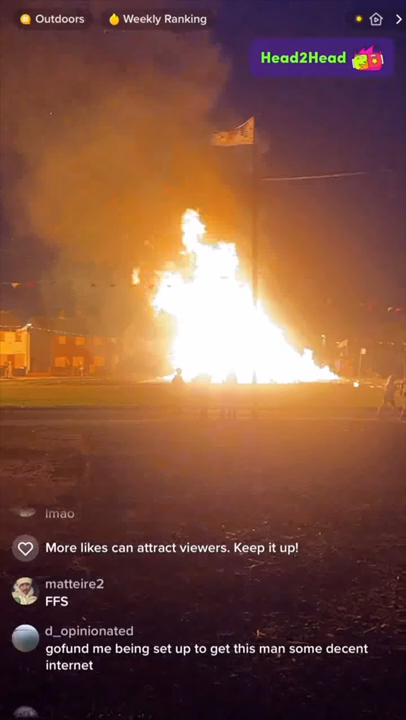 Outdoors
Weekly Ranking
Head2Head
lmao
More likes can attract viewers. Keep it up!
matteire2
FFS
d_opinionated
gofund me being set up to get this man some decent
internet